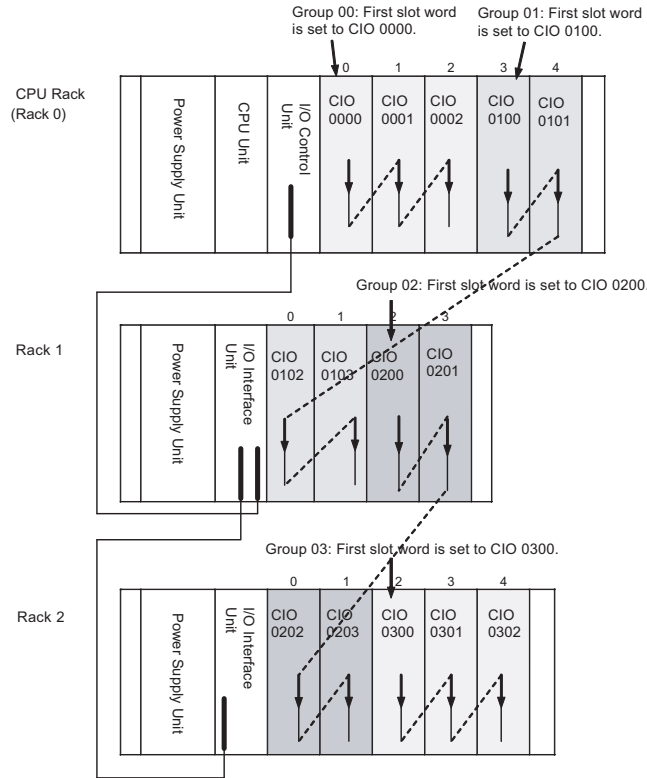 Group 00: First slot word
is set to CIO 0000.
Group 01: First slot word
is set to CIO 0100.
0 1 2 3 4
CPU Rack
(Rack 0)
Power Supply Unit
CPU Unit
I/O Control
Unit
CIO
0000
CIO
0001
CIO
0002
CIO
0100
CIO
0101
Group 02: First slot word is set to CIO 0200.
0 1 2 3
Rack 1
Power Supply Unit
I/O Interface
Unit
CIO
0102
CIO
0103
CIO
0200
CIO
0201
Group 03: First slot word is set to CIO 0300.
0 1 2 3 4
Rack 2
Power Supply Unit
I/O Interface
Unit
CIO
0202
CIO
0203
CIO
0300
CIO
0301
CIO
0302